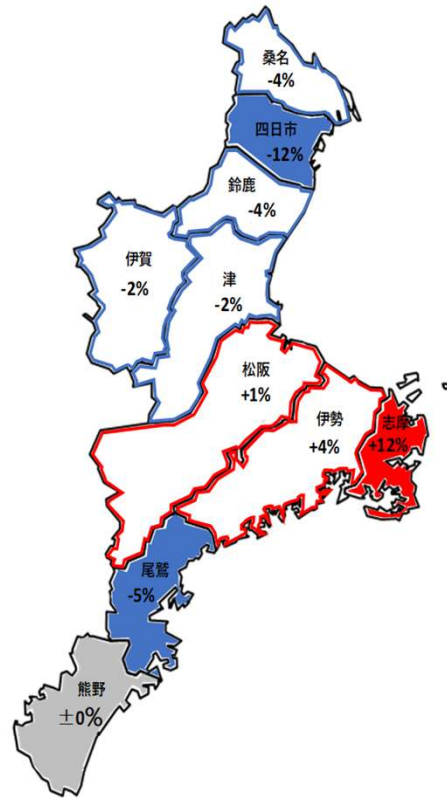 桑名
-4%
四日市
-12%
鈴鹿
-4%
伊賀
-2%
津
-2%
松阪
+1%
伊勢
+4%
志摩
+12%
尾鷲
-5%
熊野
±0%